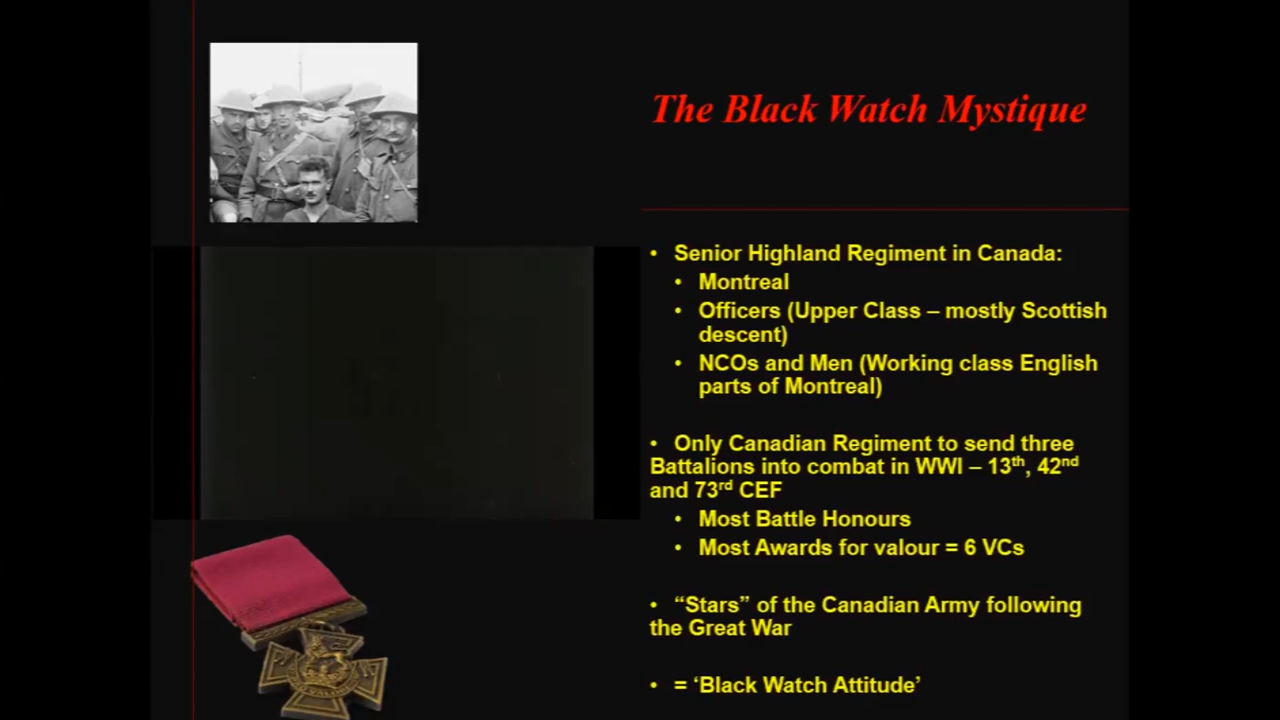 The Black Watch Mystique
• Senior Highland Regiment in Canada:
• Montreal
• Officers (Upper Class – mostly Scottish
descent)
• NCOs and Men (Working class English
parts of Montreal)
• Only Canadian Regiment to send three
Battalions into combat in WWI – 13th, 42nd
and 73rd CEF
• Most Battle Honours
• Most Awards for valour = 6 VCs
• “Stars” of the Canadian Army following
the Great War
• = ‘Black Watch Attitude’